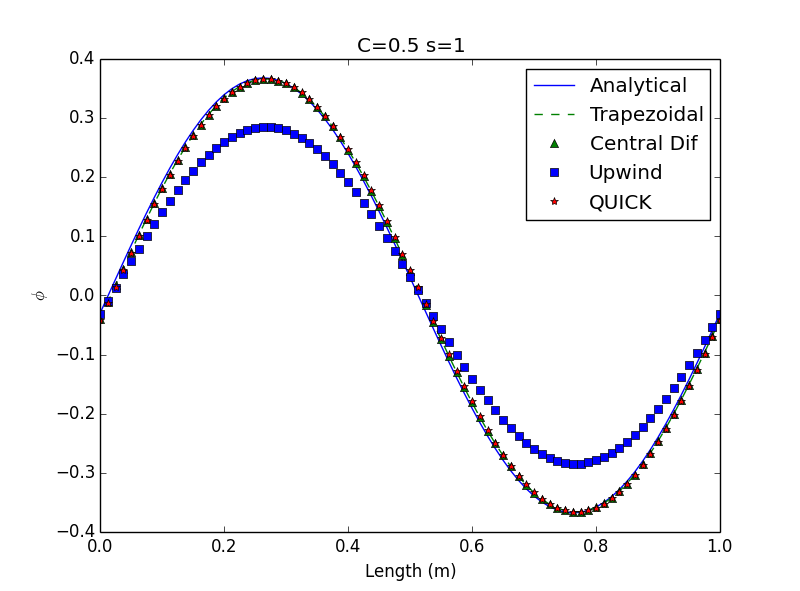 C=0.5 s=1
0.4
0.3
0.2
0.1
0.0
−0.1
−0.2
−0.3
−0.4
ϕ
Analytical
Trapezoidal
Central Dif
Upwind
QUICK
0.0 0.2 0.4 0.6 0.8 1.0
Length (m)